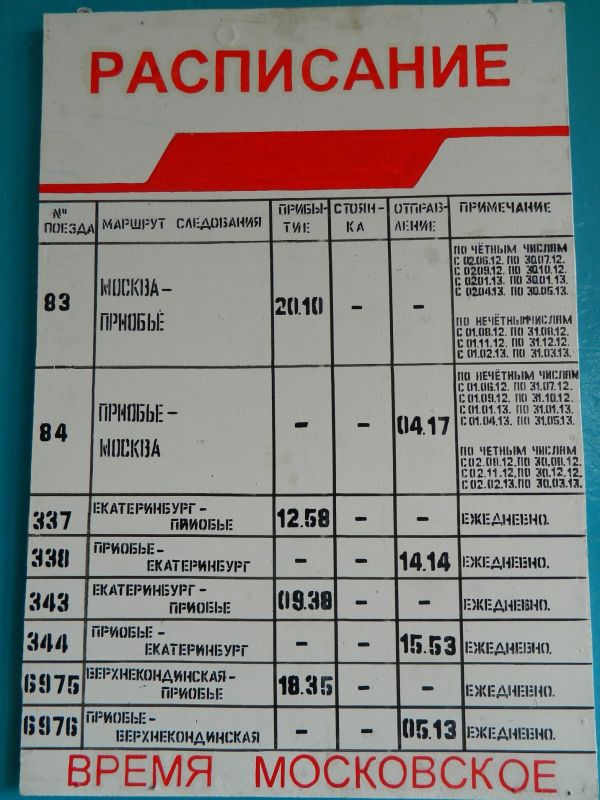 РАСПИСАНИЕ
№ ПОЕЗДА МАРШРУТ СЛЕДОВАНИЯ ПРИБЫ-ТИЕ СТОЯН-КА ОТПРАВ-ЛЕНИЕ ПРИМЕЧАНИЕ
83 МОСКВА-
ПРИОБЬЕ 20.10 - -
ПО ЧЁТНЫМ ЧИСЛАМ
С 02.06.12. ПО 30.07.12.
С 02.09.12. ПО 30.10.12.
С 02.01.13. ПО 30.01.13.
С 02.04.13. ПО 30.05.13.
ПО НЕЧЁТНЫМ ЧИСЛАМ
С 01.08.12. ПО 31.08.12.
С 01.11.12. ПО 31.12.12.
С 01.02.13. ПО 31.03.13.
84 ПРИОБЬЕ-
МОСКВА - - 04.17
ПО НЕЧЁТНЫМ ЧИСЛАМ
С 01.06.12. ПО 31.07.12.
С 01.09.12. ПО 31.10.12.
С 01.01.13. ПО 31.01.13.
С 01.04.13. ПО 31.05.13.
ПО ЧЕТНЫМ ЧИСЛАМ
С 02.08.12. ПО 30.08.12.
С 02.11.12. ПО 30.12.12.
С 02.02.13. ПО 30.03.13.
337 ЕКАТЕРИНБУРГ-
ПРИОБЬЕ 12.58 - - ЕЖЕДНЕВНО.
338 ПРИОБЬЕ-
ЕКАТЕРИНБУРГ - - 14.14 ЕЖЕДНЕВНО.
343 ЕКАТЕРИНБУРГ-
ПРИОБЬЕ 09.38 - - ЕЖЕДНЕВНО.
344 ПРИОБЬЕ-
ЕКАТЕРИНБУРГ - - 15.53 ЕЖЕДНЕВНО.
6975 ВЕРХНЕКОНДИНСКАЯ-
ПРИОБЬЕ 18.35 - - ЕЖЕДНЕВНО.
6976 ПРИОБЬЕ-
ВЕРХНЕКОНДИНСКАЯ - - 05.13 ЕЖЕДНЕВНО.
ВРЕМЯ МОСКОВСКОЕ